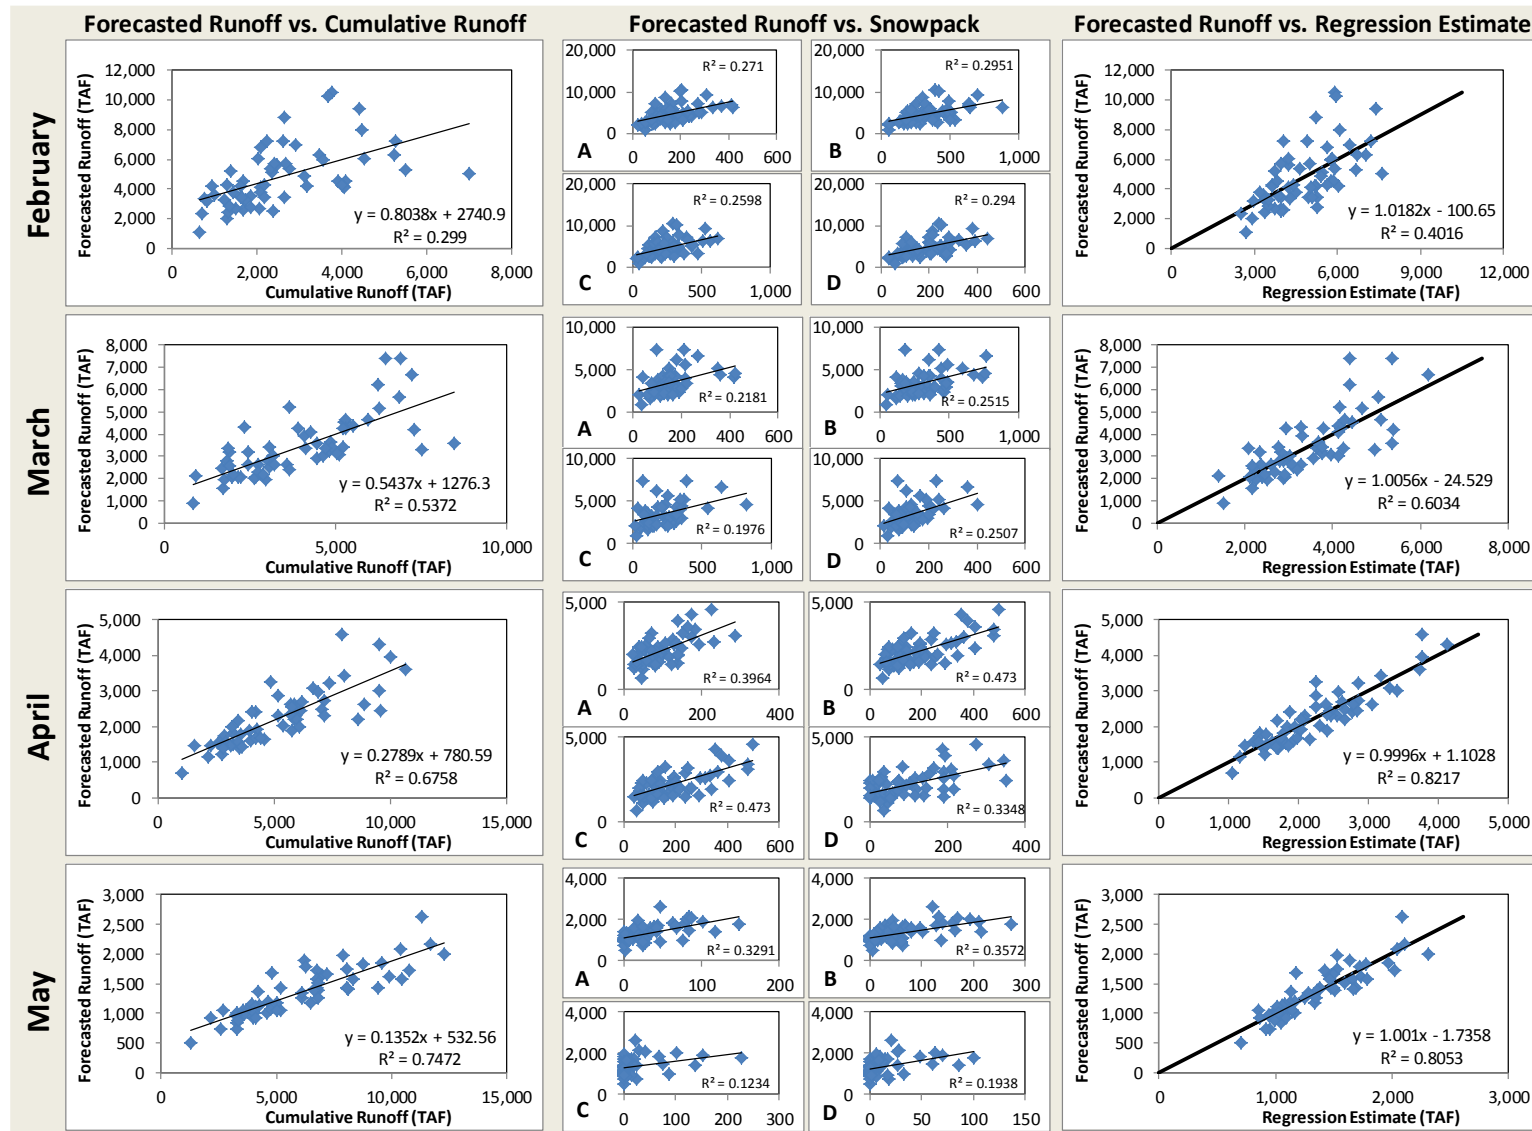 Forecasted Runoff vs. Cumulative Runoff
Forecasted Runoff vs. Snowpack
Forecasted Runoff vs. Regression Estimate
February
Forecasted Runoff (TAF)
12,000
10,000
8,000
6,000
4,000
2,000
0
y = 0.8038x + 2740.9
R² = 0.299
0 2,000 4,000 6,000 8,000
Cumulative Runoff (TAF)
20,000
10,000
0
R² = 0.271
A
0 200 400 600
20,000
10,000
0
R² = 0.2951
B
0 500 1,000
20,000
10,000
0
R² = 0.2598
C
0 500 1,000
20,000
10,000
0
R² = 0.294
D
0 200 400 600
Forecasted Runoff (TAF)
12,000
10,000
8,000
6,000
4,000
2,000
0
y = 1.0182x - 100.65
R² = 0.4016
0 3,000 6,000 9,000 12,000
Regression Estimate (TAF)
March
Forecasted Runoff (TAF)
8,000
7,000
6,000
5,000
4,000
3,000
2,000
1,000
0
y = 0.5437x + 1276.3
R² = 0.5372
0 5,000 10,000
Cumulative Runoff (TAF)
10,000
5,000
0
R² = 0.2181
A
0 200 400 600
10,000
5,000
0
R² = 0.2515
B
0 500 1,000
10,000
5,000
0
R² = 0.1976
C
0 500 1,000
10,000
5,000
0
R² = 0.2507
D
0 200 400 600
Forecasted Runoff (TAF)
8,000
7,000
6,000
5,000
4,000
3,000
2,000
1,000
0
y = 1.0056x - 24.529
R² = 0.6034
0 2,000 4,000 6,000 8,000
Regression Estimate (TAF)
April
Forecasted Runoff (TAF)
5,000
4,000
3,000
2,000
1,000
0
y = 0.2789x + 780.59
R² = 0.6758
0 5,000 10,000 15,000
Cumulative Runoff (TAF)
5,000
0
R² = 0.3964
A
0 200 400
5,000
0
R² = 0.473
B
0 200 400 600
5,000
0
R² = 0.473
C
0 200 400 600
5,000
0
R² = 0.3348
D
0 200 400
Forecasted Runoff (TAF)
5,000
4,000
3,000
2,000
1,000
0
y = 0.9996x + 1.1028
R² = 0.8217
0 1,000 2,000 3,000 4,000 5,000
Regression Estimate (TAF)
May
Forecasted Runoff (TAF)
3,000
2,500
2,000
1,500
1,000
500
0
y = 0.1352x + 532.56
R² = 0.7472
0 5,000 10,000 15,000
Cumulative Runoff (TAF)
4,000
2,000
0
R² = 0.3291
A
0 100 200
4,000
2,000
0
R² = 0.3572
B
0 100 200 300
4,000
2,000
0
R² = 0.1234
C
0 100 200 300
4,000
2,000
0
R² = 0.1938
D
0 50 100 150
Forecasted Runoff (TAF)
3,000
2,500
2,000
1,500
1,000
500
0
y = 1.001x - 1.7358
R² = 0.8053
0 1,000 2,000 3,000
Regression Estimate (TAF)